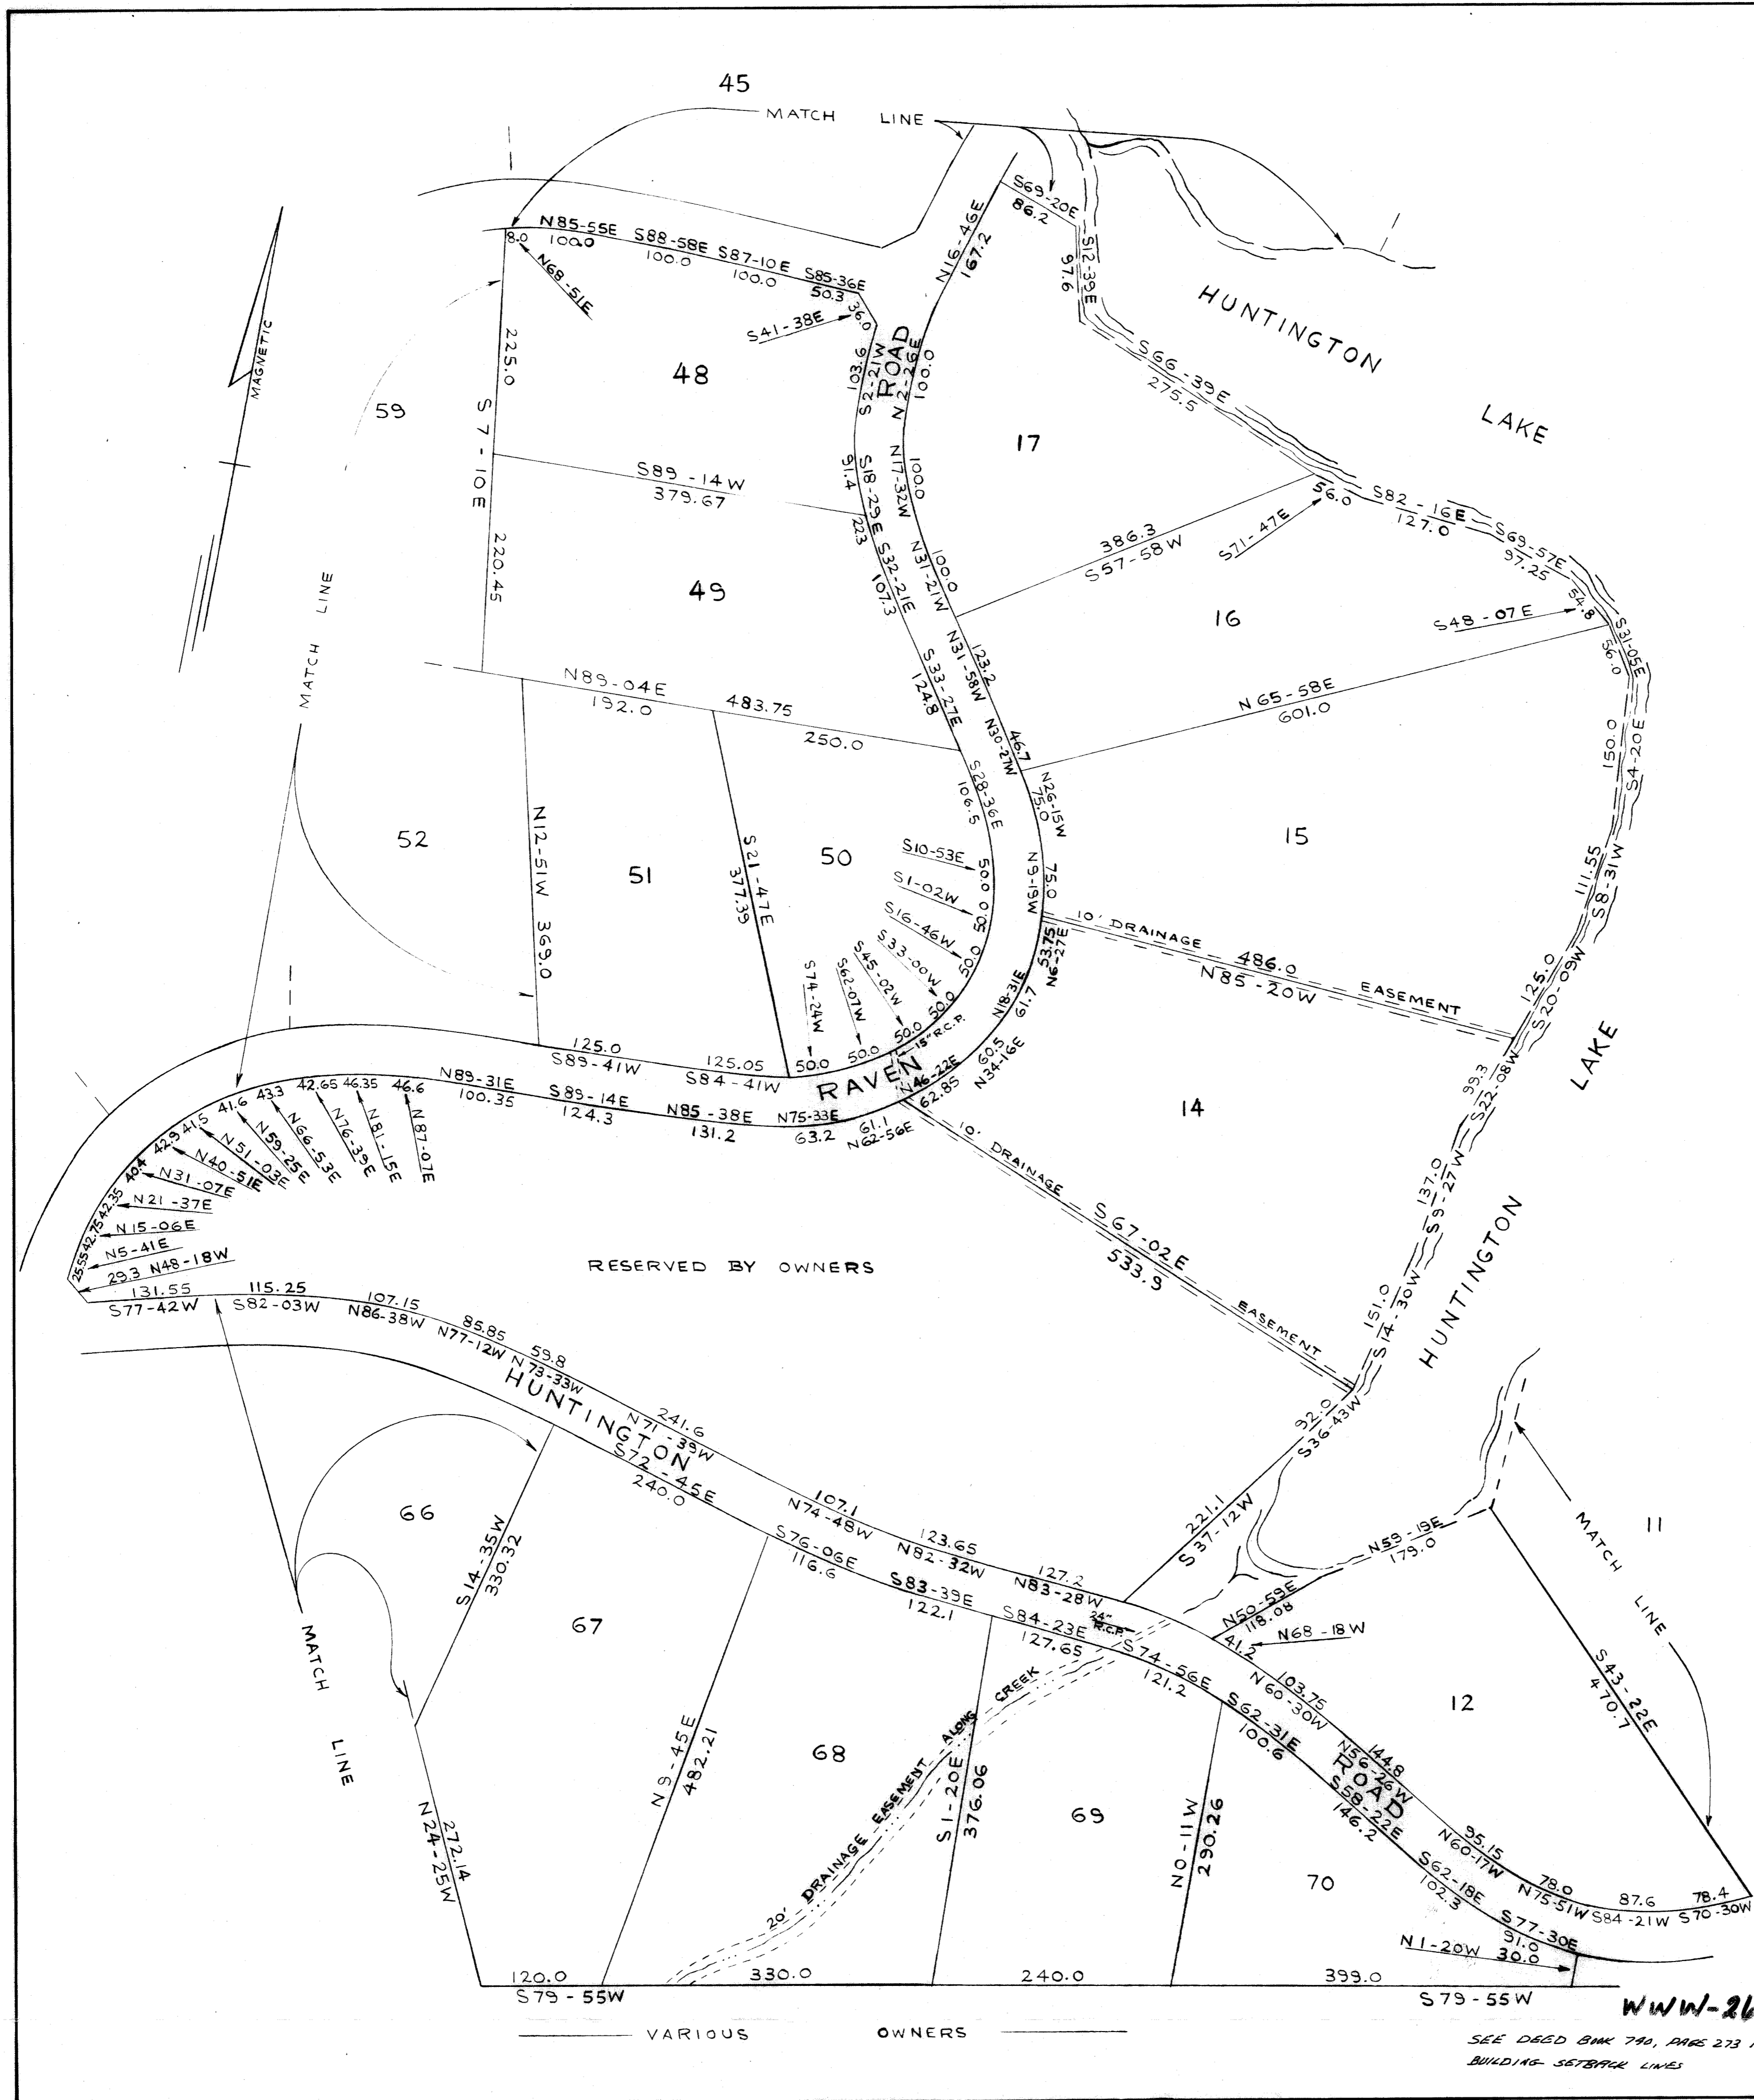 45
MATCH LINE
S69-20E
86.2
N85-55E
100.0
S88-58E
100.0
S87-10E
100.0
S85-36E
50.3
8.0
N68-51E
36.0
S41-38E
N16-46E
167.2
S12-39E
97.6
HUNTINGTON
LAKE
MAGNETIC
225.0
S7-10E
220.45
48
59
103.6
S2-21W
ROAD
N2-26E
100.0
S66-39E
275.5
17
S89-14W
379.67
91.4
S18-29E
22.3
N17-32W
100.0
56.0
S71-47E
S82-16E
127.0
S69-57E
97.25
386.3
S57-58W
49
S32-21E
107.3
N31-21W
100.0
16
S48-07E
54.8
S31-05E
56.0
MATCH LINE
N89-04E
192.0
483.75
250.0
S33-27E
124.8
N31-58W
123.2
N30-27W
46.7
N65-58E
601.0
150.0
S4-20E
S28-36E
106.5
N26-15W
75.0
52
N12-51W 369.0
51
S21-47E
377.39
50
S10-53E
50.0
S1-02W
50.0
S16-46W
50.0
S33-00W
50.0
S45-02W
50.0
S62-07W
50.0
S74-24W
50.0
N9-19W
75.0
15
111.55
S8-31W
53.75
N6-27E
10' DRAINAGE EASEMENT
486.0
N85-20W
125.0
S20-09W
LAKE
N18-31E
61.7
15" R.C.P.
125.0
S89-41W
125.05
S84-41W
RAVEN
N46-22E
62.85
60.5
N34-16E
99.3
S22-08W
14
N89-31E
100.35
S89-14E
124.3
N85-38E
131.2
N75-33E
63.2
61.1
N62-56E
41.6
43.3
42.65
46.35
46.6
N87-07E
N81-15E
N76-39E
N66-53E
N59-25E
N51-03E
41.5
N40-51E
42.9
N31-07E
40.4
N21-37E
42.35
N15-06E
42.75
N5-41E
25.55
29.3 N48-18W
RESERVED BY OWNERS
10' DRAINAGE EASEMENT
S67-02E
533.9
137.0
S9-27W
HUNTINGTON
151.0
S14-30W
131.55
S77-42W
115.25
S82-03W
107.15
N86-38W
85.85
N77-12W
59.8
N73-33W
HUNTINGTON
241.6
N71-39W
S72-45E
240.0
92.0
S36-43W
66
S14-35W
330.32
107.1
N74-48W
123.65
N82-32W
127.2
N83-28W
221.1
S37-12W
N59-19E
179.0
MATCH LINE
11
S76-06E
116.6
S83-39E
122.1
S84-23E
127.65
24"
R.C.P.
S74-56E
121.2
N50-59E
118.08
41.2
N68-18W
67
MATCH LINE
S43-22E
470.7
103.75
N60-30W
12
S62-31E
100.6
N9-45E
482.21
68
20' DRAINAGE EASEMENT ALONG CREEK
S1-20E
376.06
69
N0-11W
290.26
144.8
N56-26W
ROAD
S58-22E
146.2
70
95.15
N60-17W
S62-18E
102.3
78.0
N75-51W
87.6
S84-21W
78.4
S70-30W
S77-30E
91.0
N1-20W 30.0
272.14
N24-25W
120.0
S79-55W
330.0
240.0
399.0
S79-55W
VARIOUS OWNERS
WWW-26
SEE DEED BOOK 790, PAGE 273
BUILDING SETBACK LINES